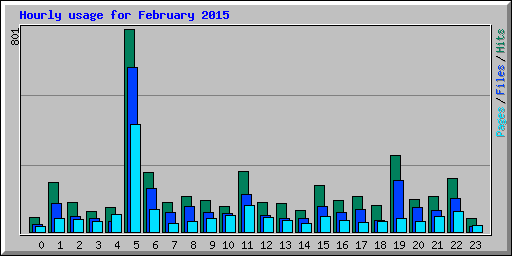 Hourly usage for February 2015
801
Pages/Files/Hits
0 1 2 3 4 5 6 7 8 9 10 11 12 13 14 15 16 17 18 19 20 21 22 23